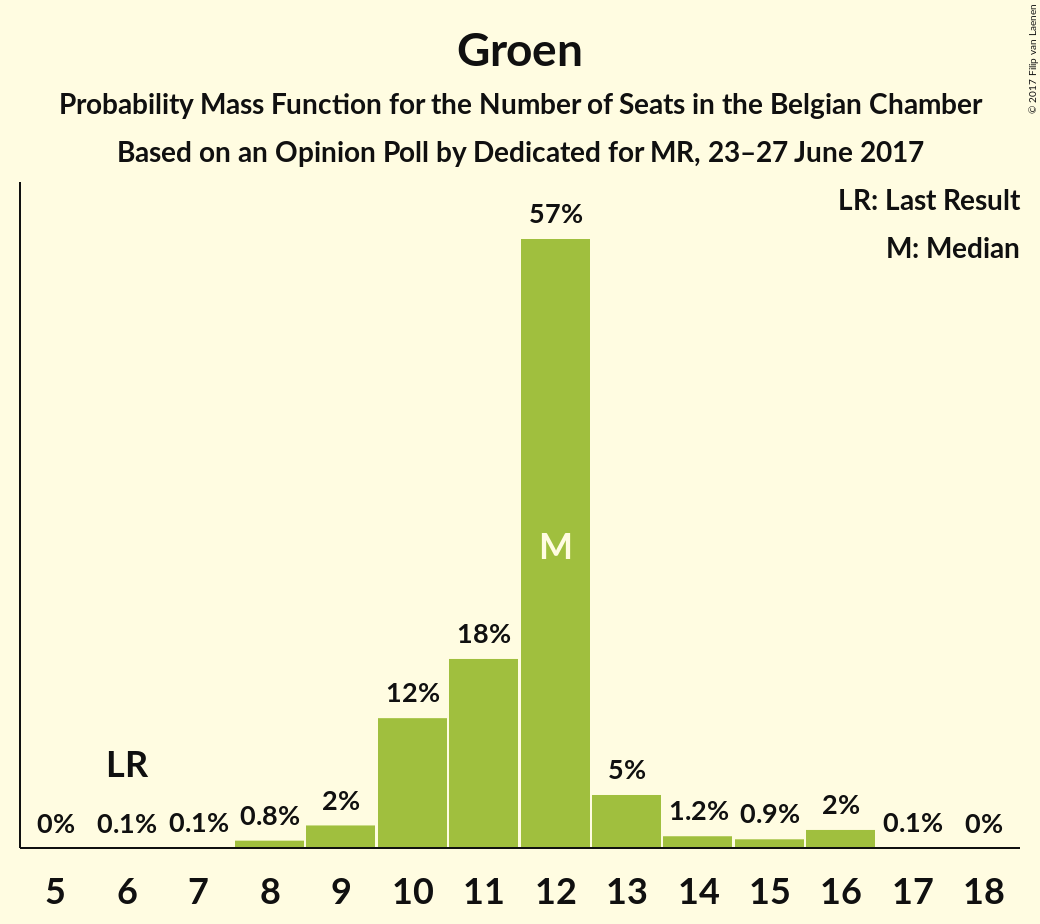 Groen
Probability Mass Function for the Number of Seats in the Belgian Chamber
Based on an Opinion Poll by Dedicated for MR, 23–27 June 2017
© 2017 Filip van Laenen
LR: Last Result
M: Median
57%
M
18%
12%
LR
5%
0% 0.1% 0.1% 0.8% 2% 1.2% 0.9% 2% 0.1% 0%
5 6 7 8 9 10 11 12 13 14 15 16 17 18